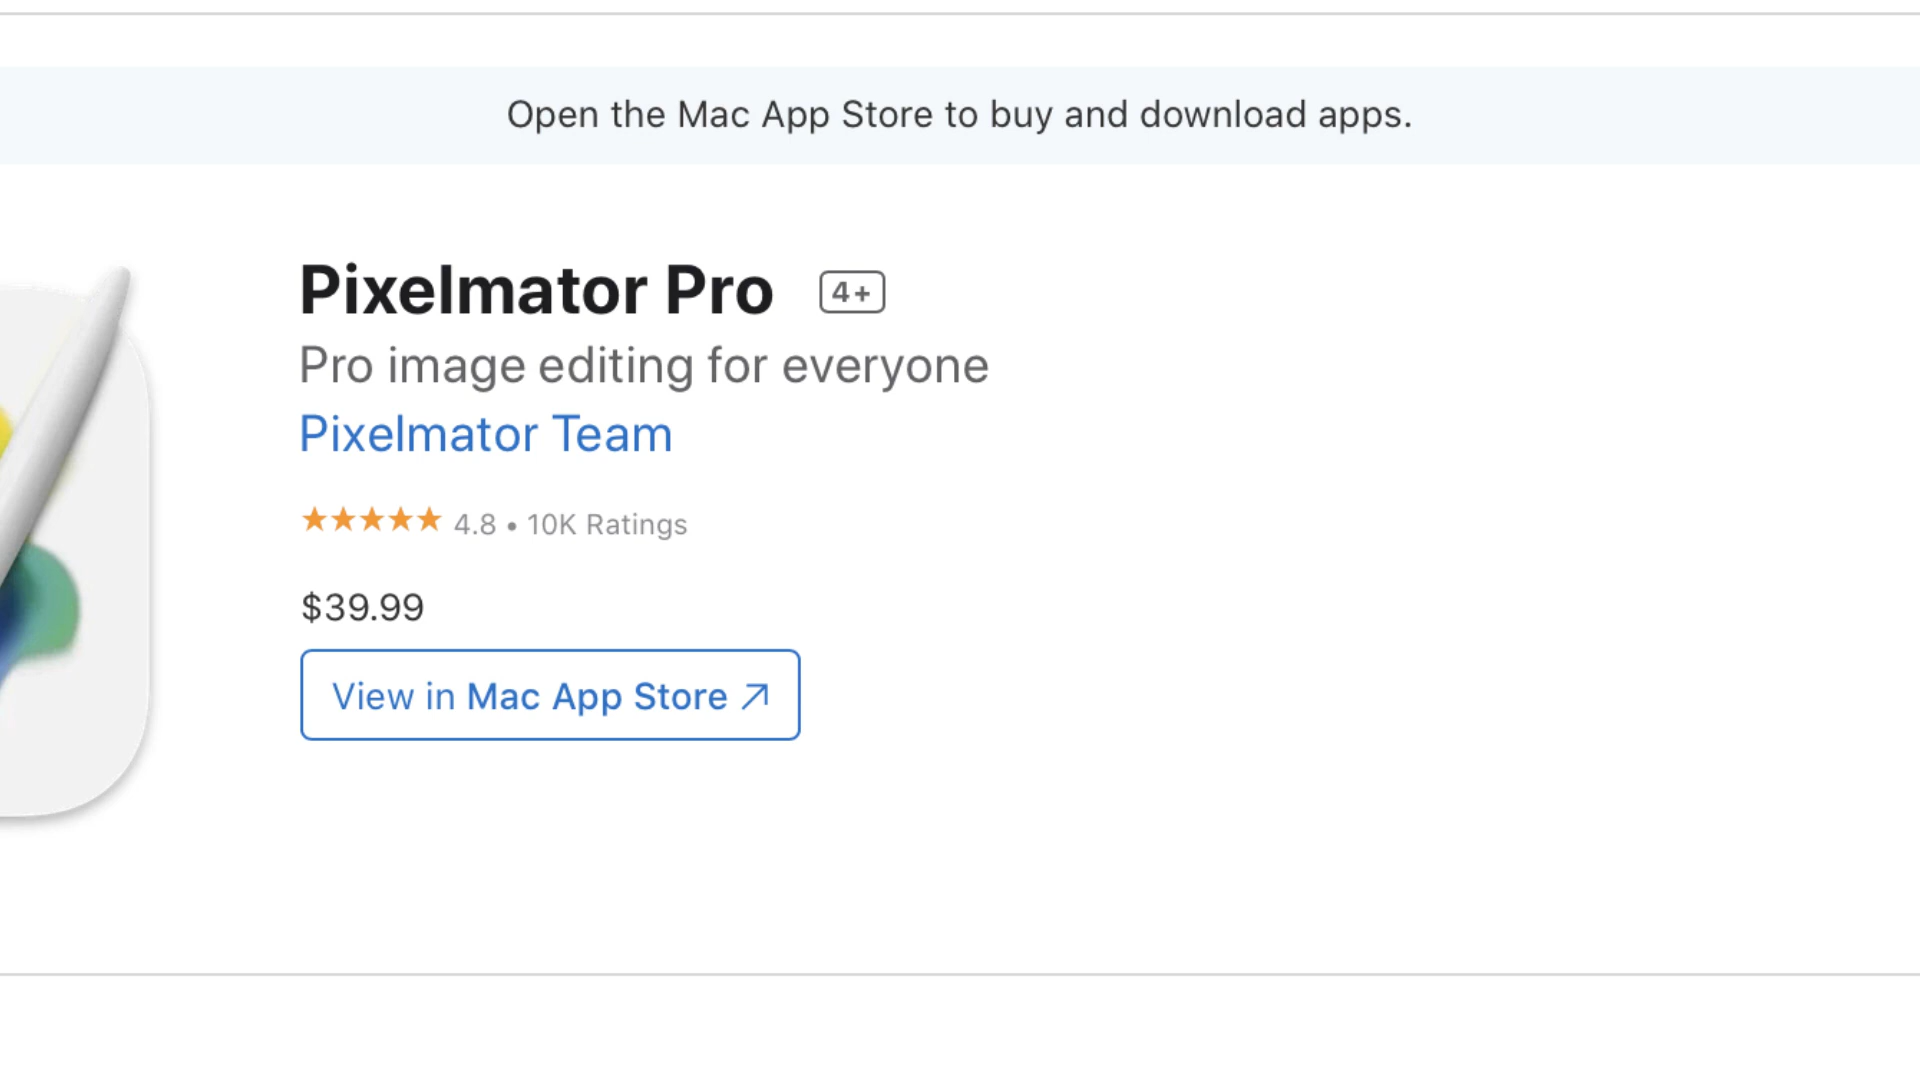 Open the Mac App Store to buy and download apps.
Pixelmator Pro 4+
Pro image editing for everyone
Pixelmator Team
★★★★★ 4.8 • 10K Ratings
$39.99
View in Mac App Store ↗